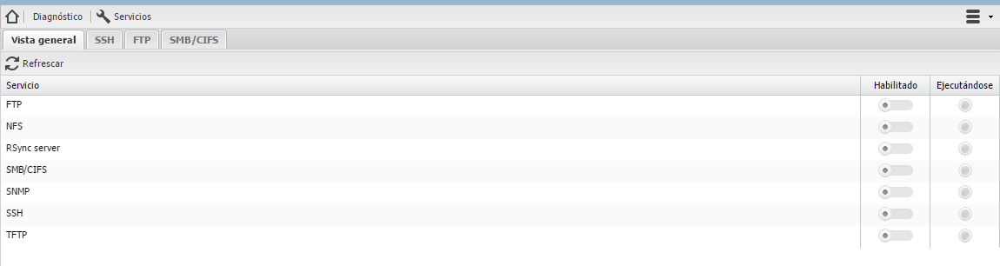 Diagnóstico Servicios
Vista general SSH FTP SMB/CIFS
Refrescar
Servicio Habilitado Ejecutándose
FTP
NFS
RSync server
SMB/CIFS
SNMP
SSH
TFTP